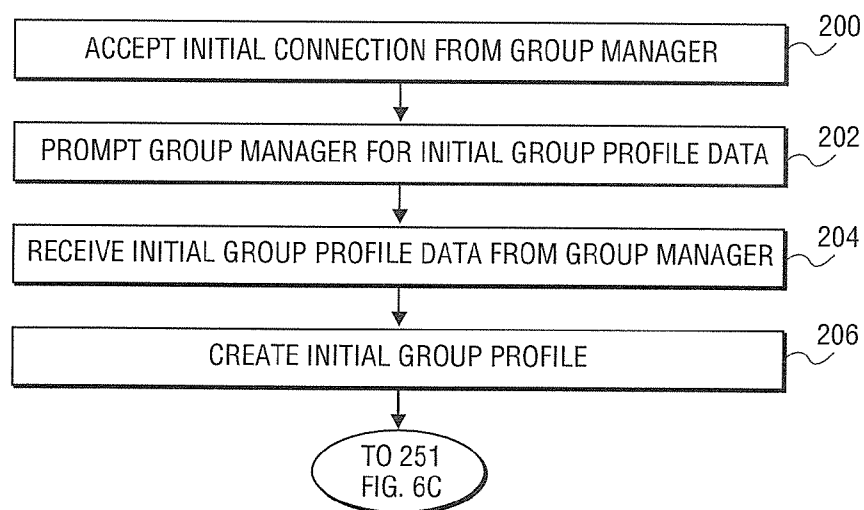 200
ACCEPT INITIAL CONNECTION FROM GROUP MANAGER
202
PROMPT GROUP MANAGER FOR INITIAL GROUP PROFILE DATA
204
RECEIVE INITIAL GROUP PROFILE DATA FROM GROUP MANAGER
206
CREATE INITIAL GROUP PROFILE
TO 251
FIG. 6C